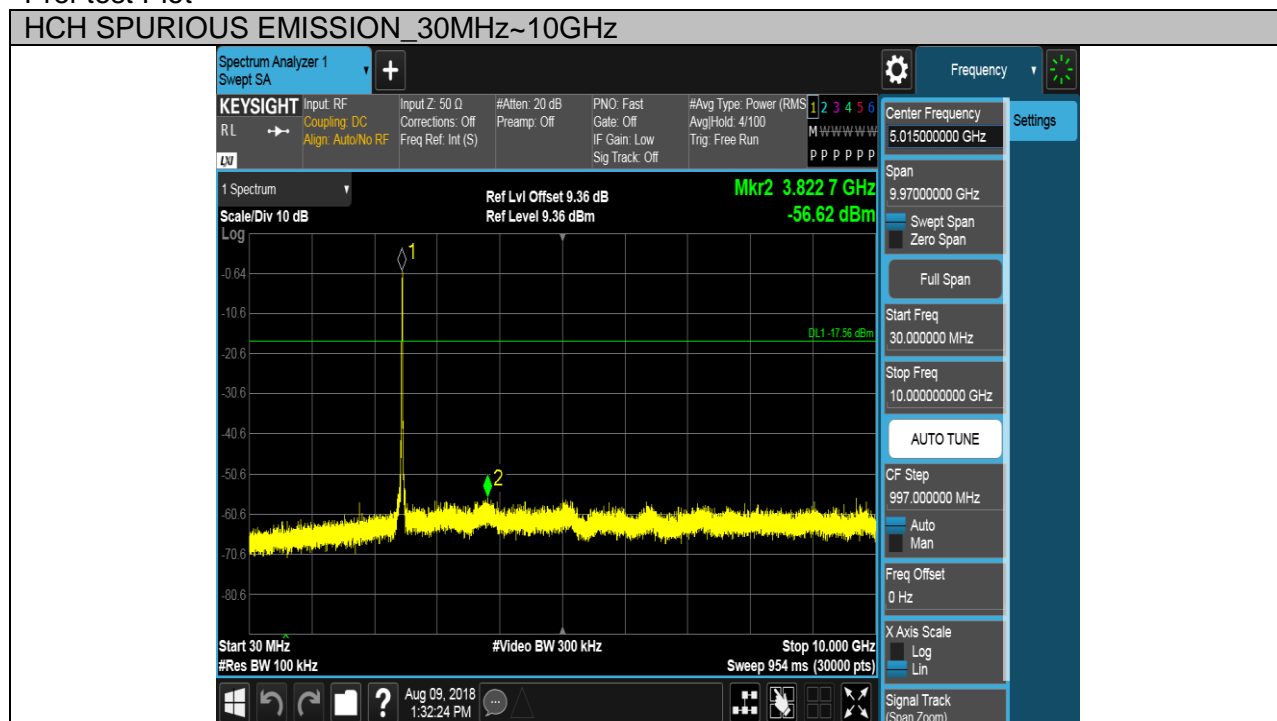 HCH SPURIOUS EMISSION_30MHz~10GHz
Spectrum Analyzer 1
Swept SA
+
Frequency
KEYSIGHT
RL
LXI
Input: RF
Coupling: DC
Align: Auto/No RF
Input Z: 50 Ω
Corrections: Off
Freq Ref: Int (S)
#Atten: 20 dB
Preamp: Off
PNO: Fast
Gate: Off
IF Gain: Low
Sig Track: Off
#Avg Type: Power (RMS
Avg|Hold: 4/100
Trig: Free Run
1 2 3 4 5 6
M W W W W W
P P P P P P
1 Spectrum
Scale/Div 10 dB
Ref Lvl Offset 9.36 dB
Ref Level 9.36 dBm
Mkr2 3.822 7 GHz
-56.62 dBm
Log
1
-0.64
-10.6
DL1 -17.56 dBm
-20.6
-30.6
-40.6
-50.6
2
-60.6
-70.6
-80.6
Start 30 MHz
#Video BW 300 kHz
Stop 10.000 GHz
#Res BW 100 kHz
Sweep 954 ms (30000 pts)
?
Aug 09, 2018
1:32:24 PM
Center Frequency
5.015000000 GHz
Settings
Span
9.97000000 GHz
Swept Span
Zero Span
Full Span
Start Freq
30.000000 MHz
Stop Freq
10.000000000 GHz
AUTO TUNE
CF Step
997.000000 MHz
Auto
Man
Freq Offset
0 Hz
X Axis Scale
Log
Lin
Signal Track
(Span Zoom)